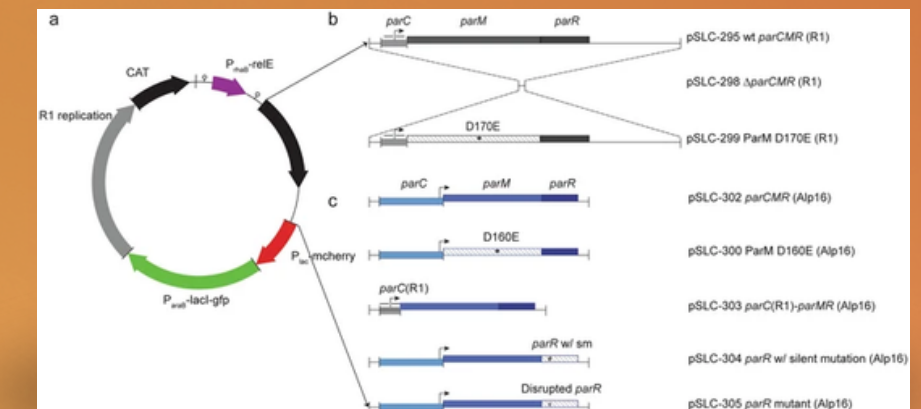 a
CAT
P_rhaB-relE
R1 replication
P_lac-mcherry
P_araB-lacI-gfp
b
parC parM parR
pSLC-295 wt parCMR (R1)
pSLC-298 ΔparCMR (R1)
D170E
pSLC-299 ParM D170E (R1)
c
parC parM parR
pSLC-302 parCMR (Alp16)
D160E
pSLC-300 ParM D160E (Alp16)
parC(R1)
pSLC-303 parC(R1)-parMR (Alp16)
parR w/ sm
pSLC-304 parR w/ silent mutation (Alp16)
Disrupted parR
pSLC-305 parR mutant (Alp16)